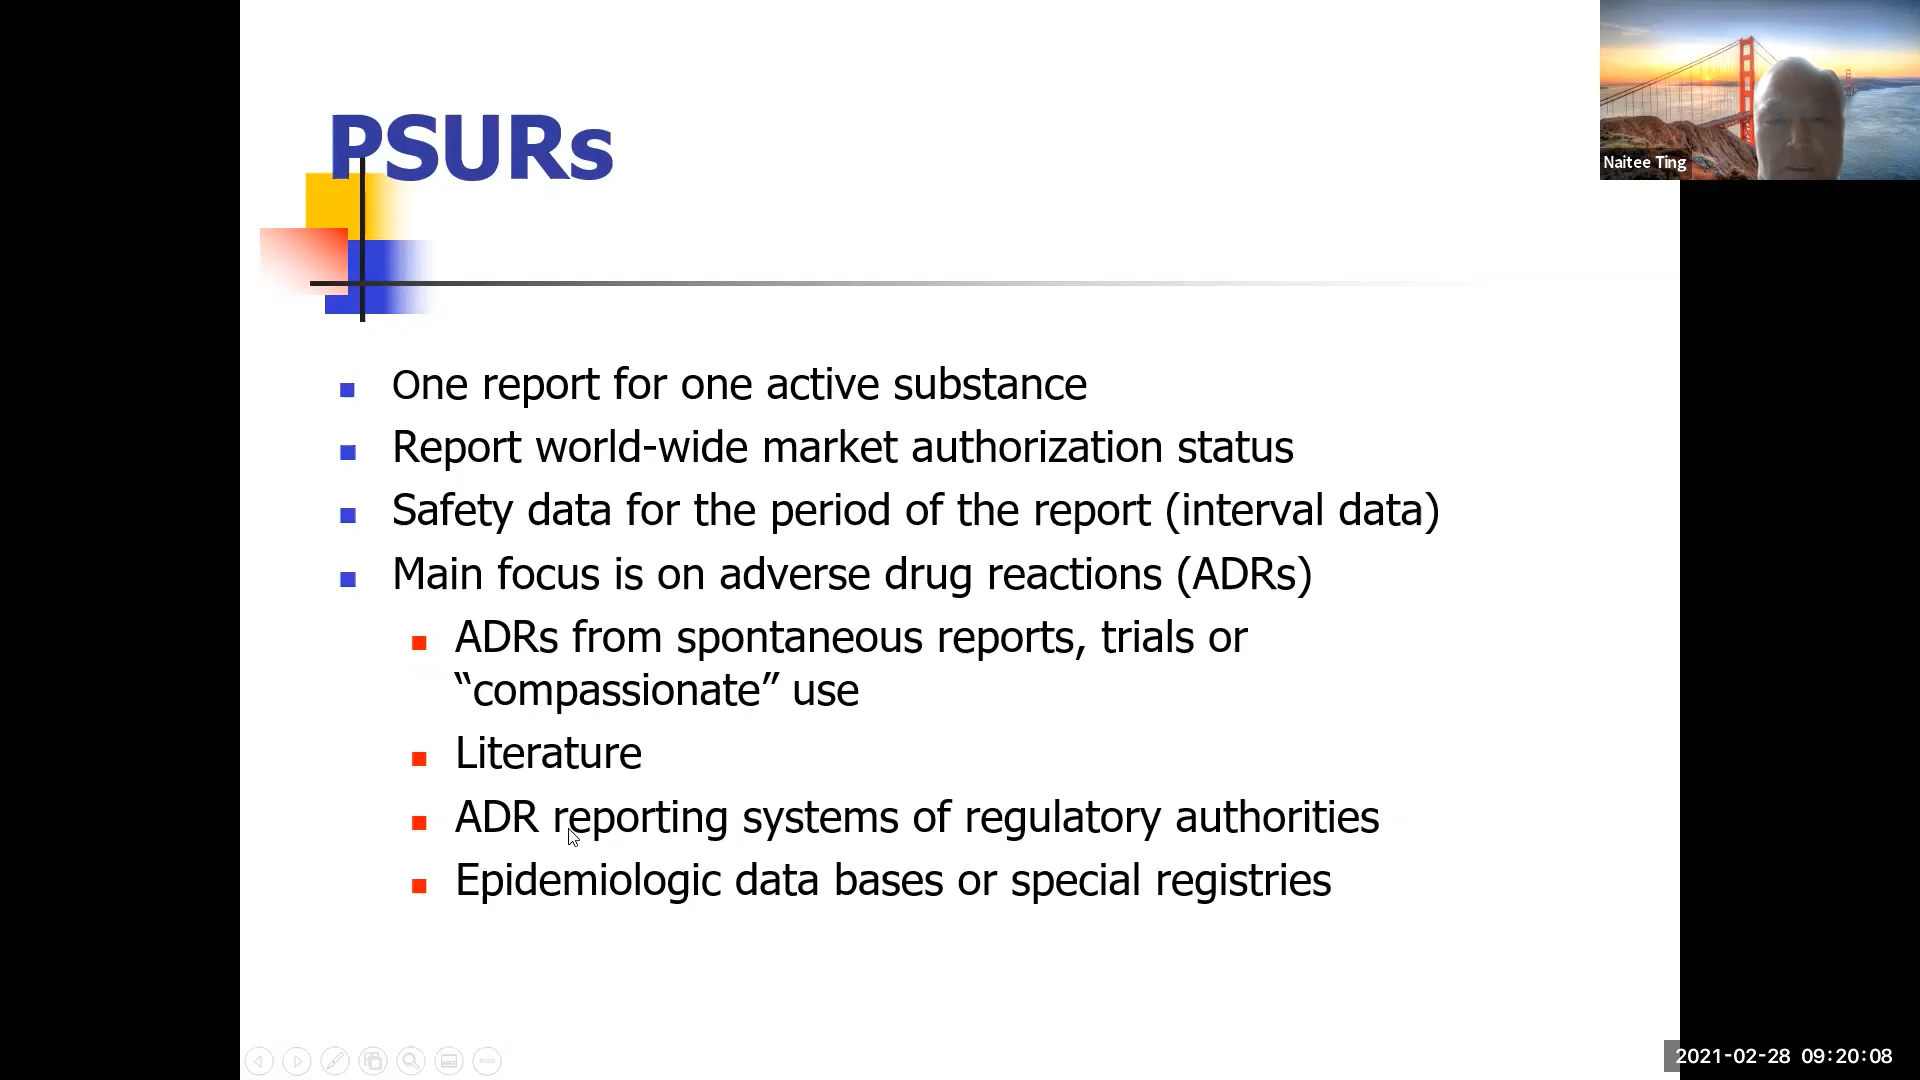 PSURs
Naitee Ting
One report for one active substance
Report world-wide market authorization status
Safety data for the period of the report (interval data)
Main focus is on adverse drug reactions (ADRs)
ADRs from spontaneous reports, trials or
“compassionate” use
Literature
ADR reporting systems of regulatory authorities
Epidemiologic data bases or special registries
2021-02-28 09:20:08